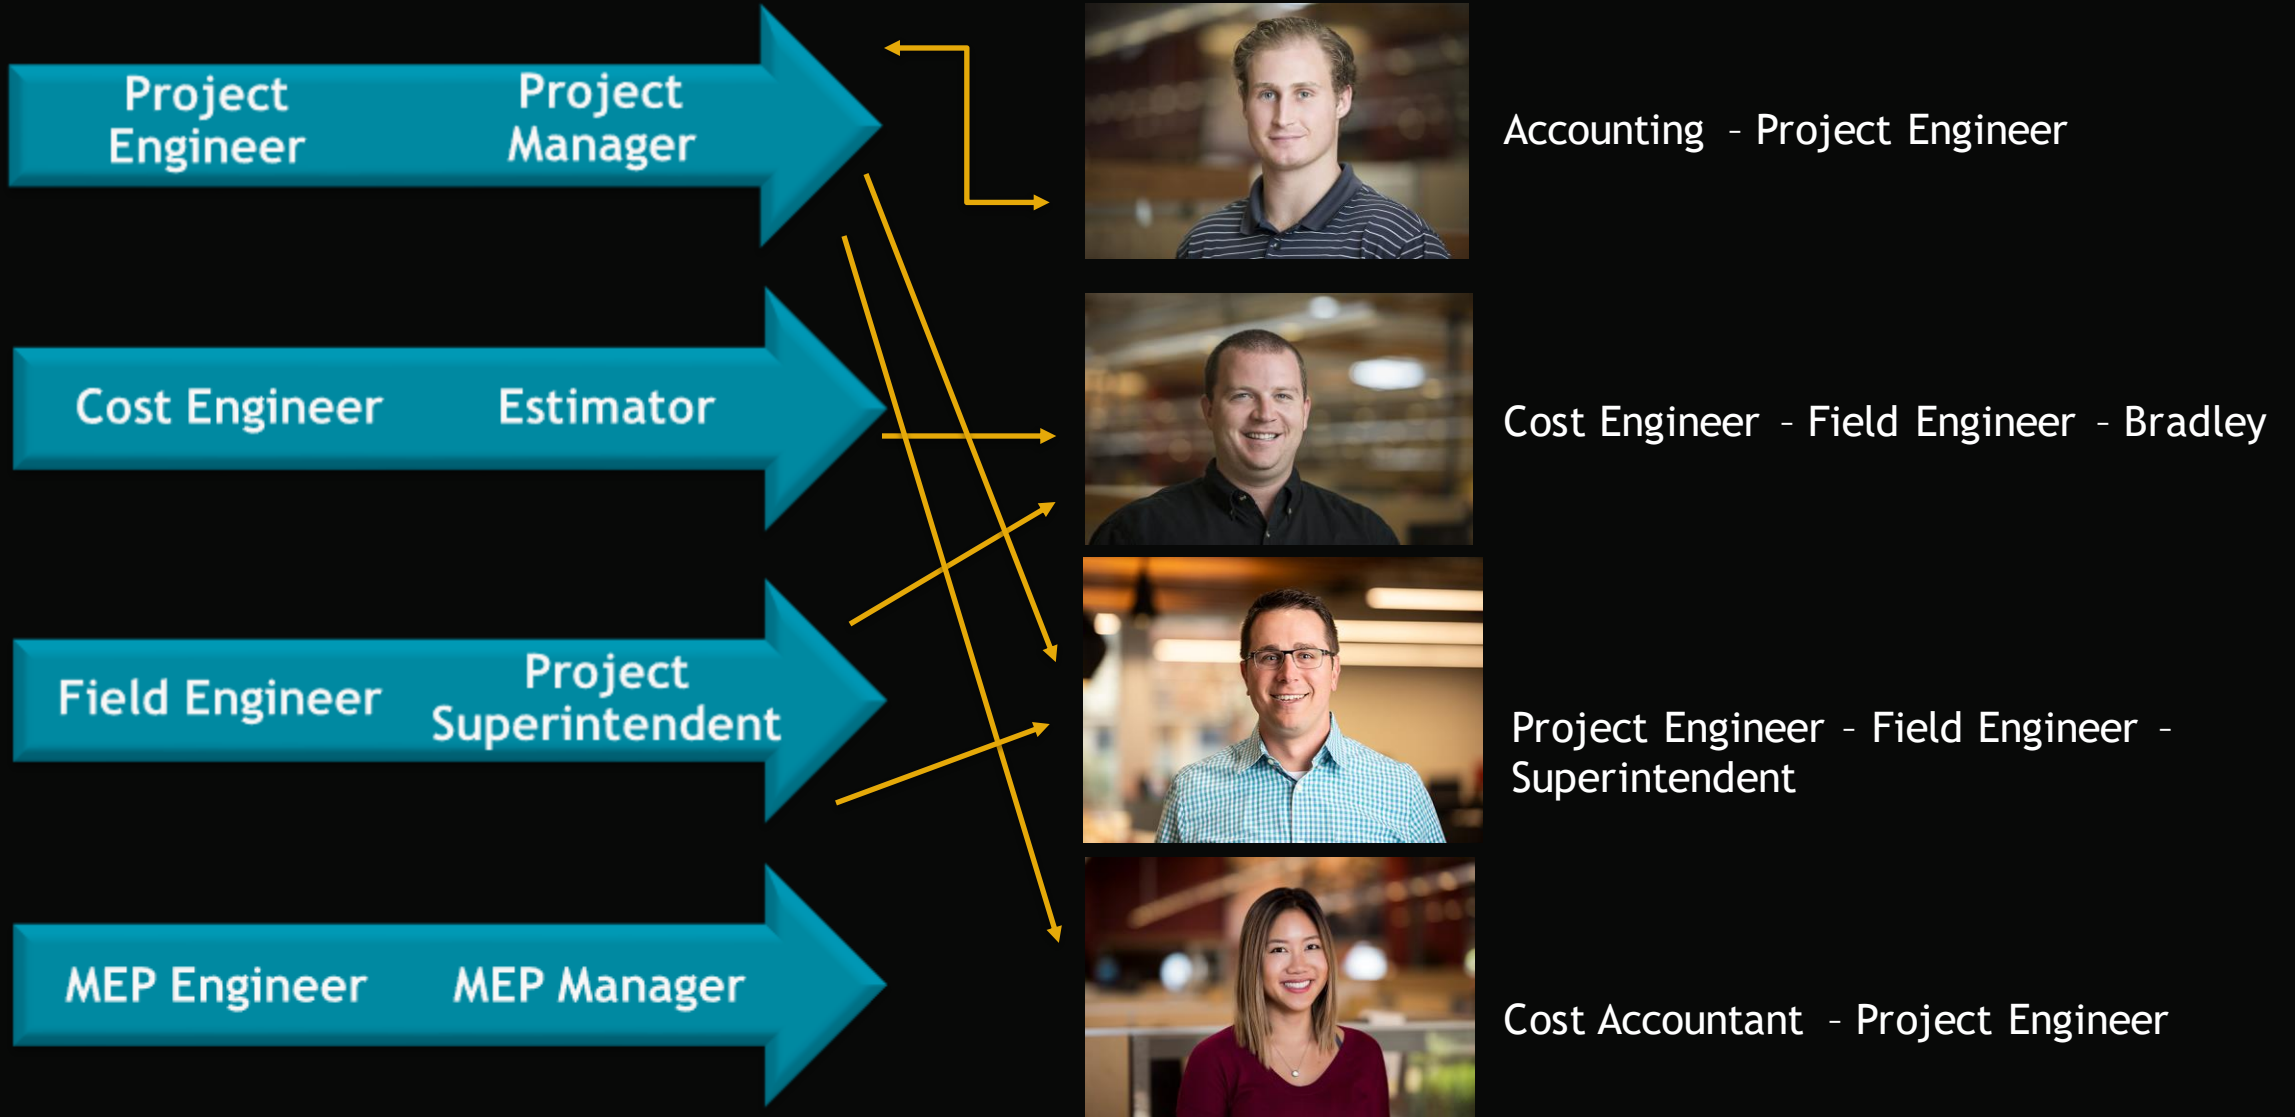 Project
Engineer
Project
Manager
Accounting – Project Engineer
Cost Engineer
Estimator
Cost Engineer – Field Engineer – Bradley
Field Engineer
Project
Superintendent
Project Engineer – Field Engineer –
Superintendent
MEP Engineer
MEP Manager
Cost Accountant – Project Engineer